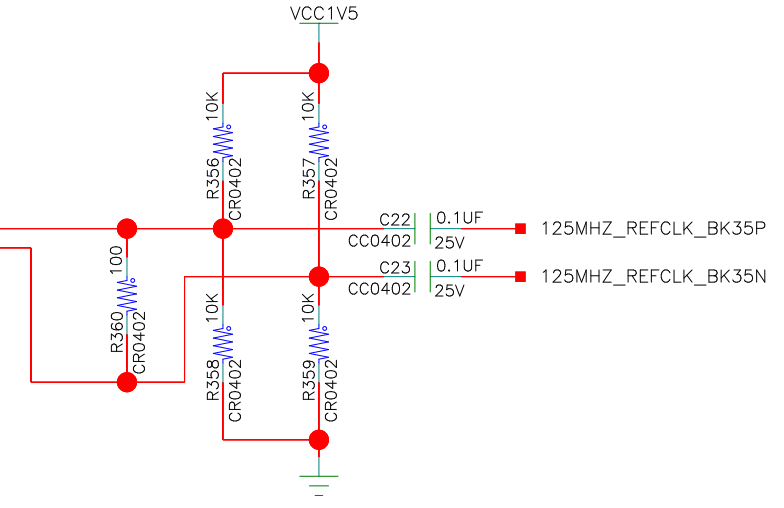 VCC1V5
10K
R356
CR0402
10K
R357
CR0402
C22
0.1UF
CC0402
25V
125MHZ_REFCLK_BK35P
C23
0.1UF
CC0402
25V
125MHZ_REFCLK_BK35N
100
R360
CR0402
10K
R358
CR0402
10K
R359
CR0402